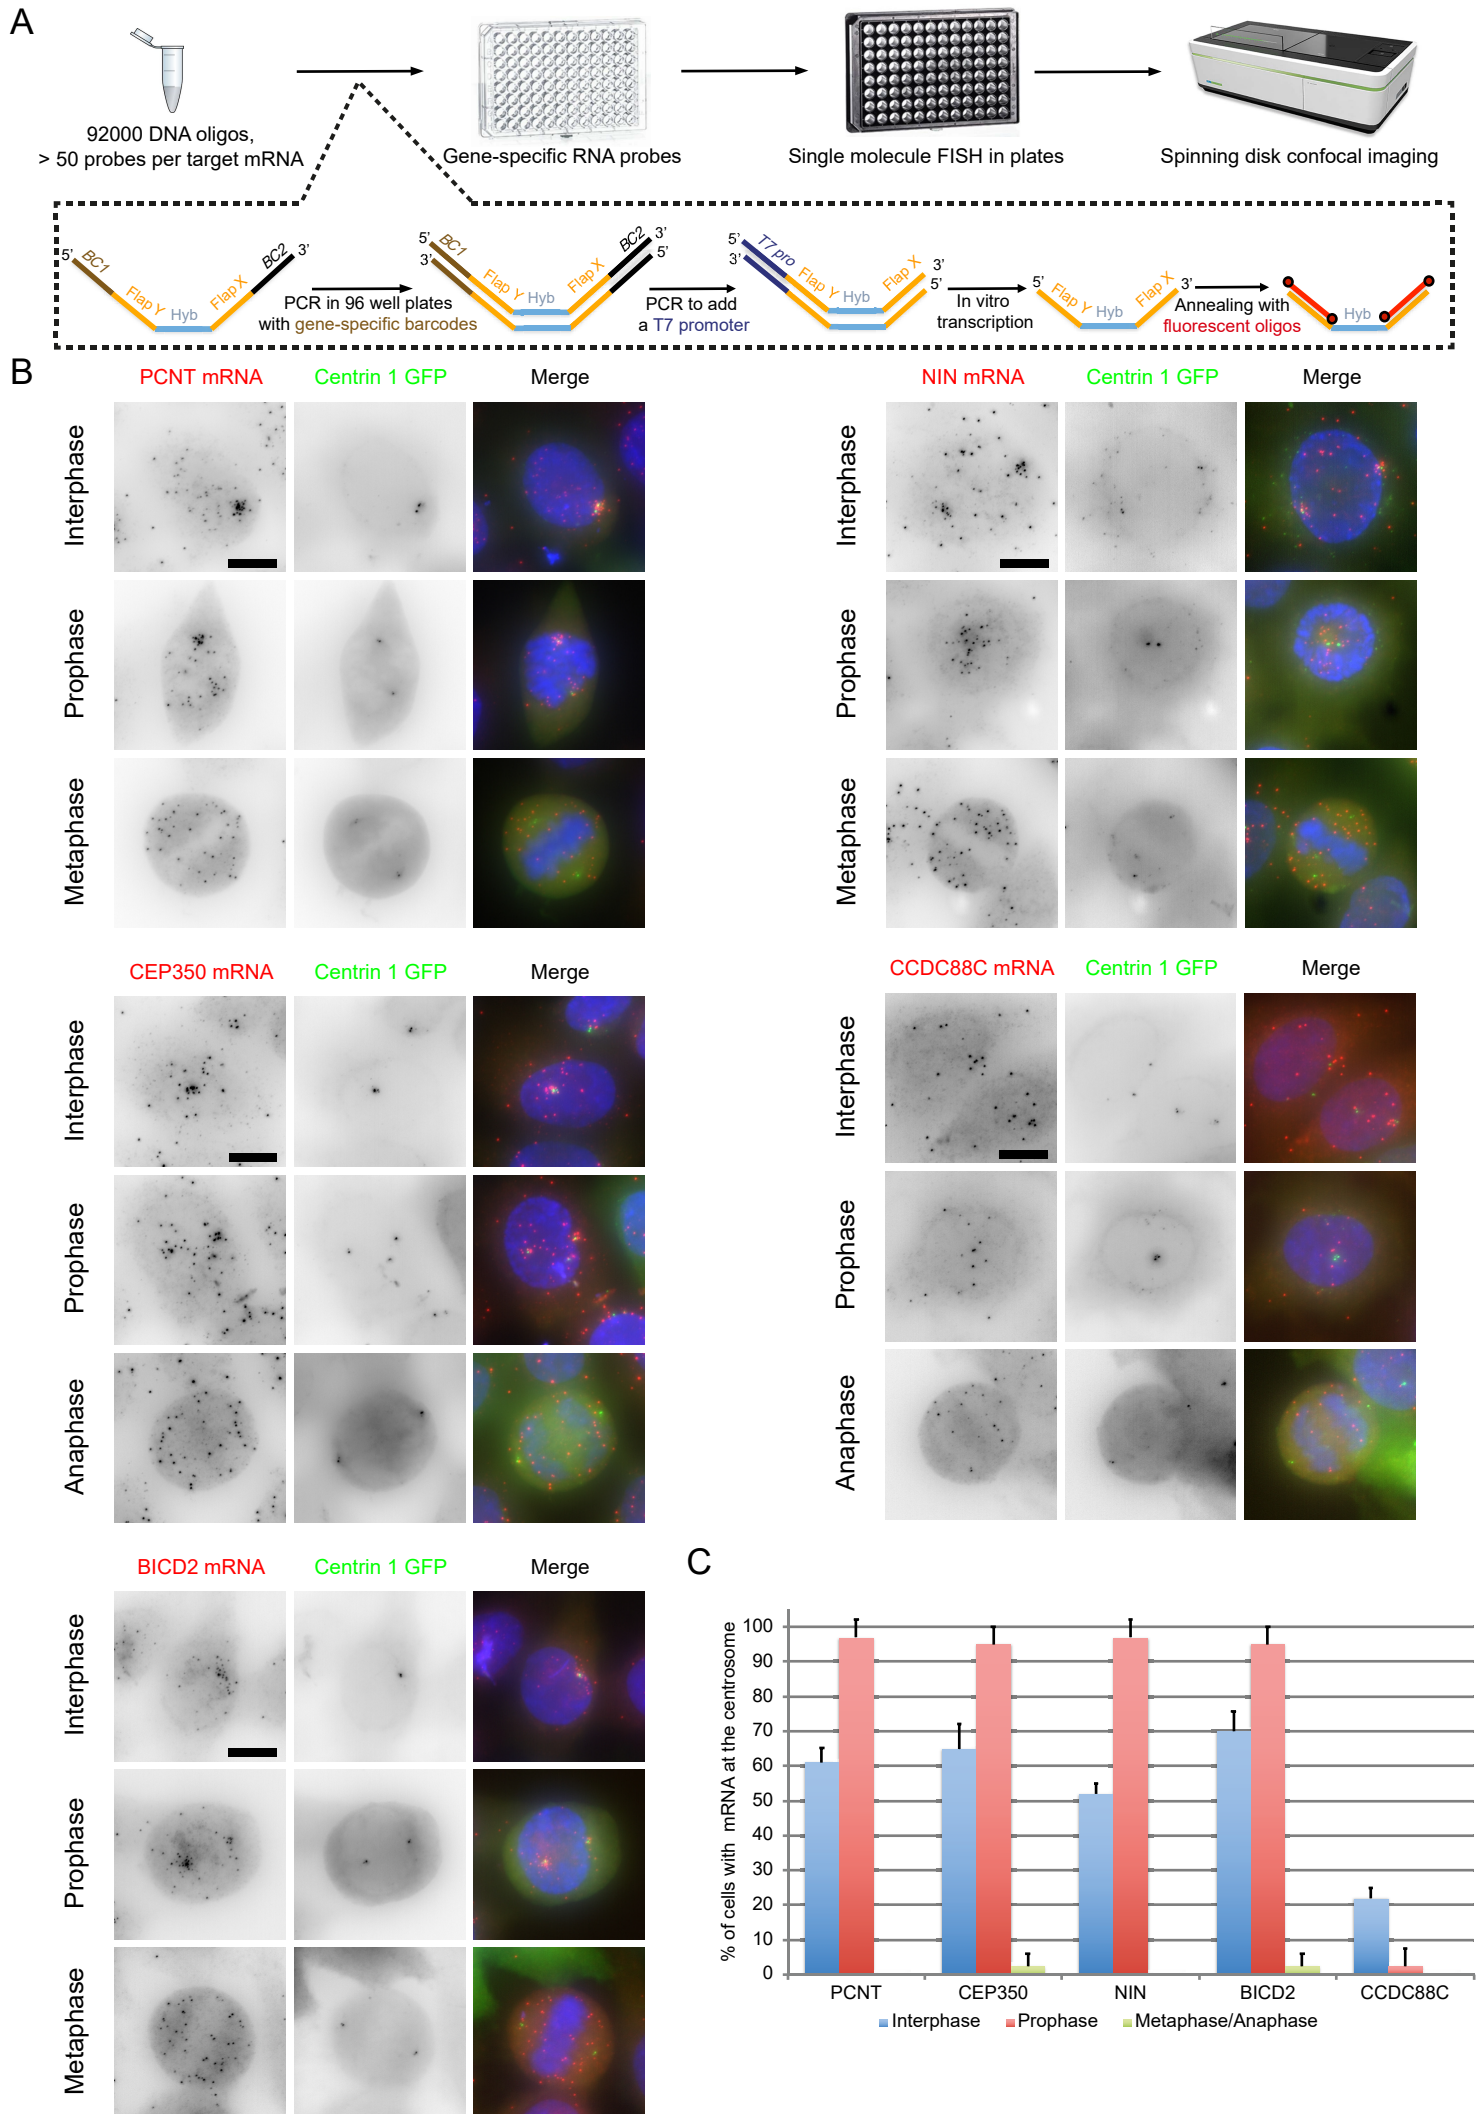 A
92000 DNA oligos,
> 50 probes per target mRNA
Gene-specific RNA probes
Single molecule FISH in plates
Spinning disk confocal imaging
5’ BC1 Flap Y Hyb Flap X BC2 3’
PCR in 96 well plates
with gene-specific barcodes
5’ BC1 3’ Flap Y Hyb Flap X BC2 3’ 5’
PCR to add
a T7 promoter
5’ T7 pro 3’ Flap Y Hyb Flap X 3’ 5’
In vitro
transcription
5’ Flap Y Hyb Flap X 3’
Annealing with
fluorescent oligos
Hyb
B
PCNT mRNA Centrin 1 GFP Merge
Interphase
Prophase
Metaphase
NIN mRNA Centrin 1 GFP Merge
Interphase
Prophase
Metaphase
CEP350 mRNA Centrin 1 GFP Merge
Interphase
Prophase
Anaphase
CCDC88C mRNA Centrin 1 GFP Merge
Interphase
Prophase
Anaphase
BICD2 mRNA Centrin 1 GFP Merge
Interphase
Prophase
Metaphase
C
% of cells with mRNA at the centrosome
100
90
80
70
60
50
40
30
20
10
0
PCNT CEP350 NIN BICD2 CCDC88C
Interphase Prophase Metaphase/Anaphase